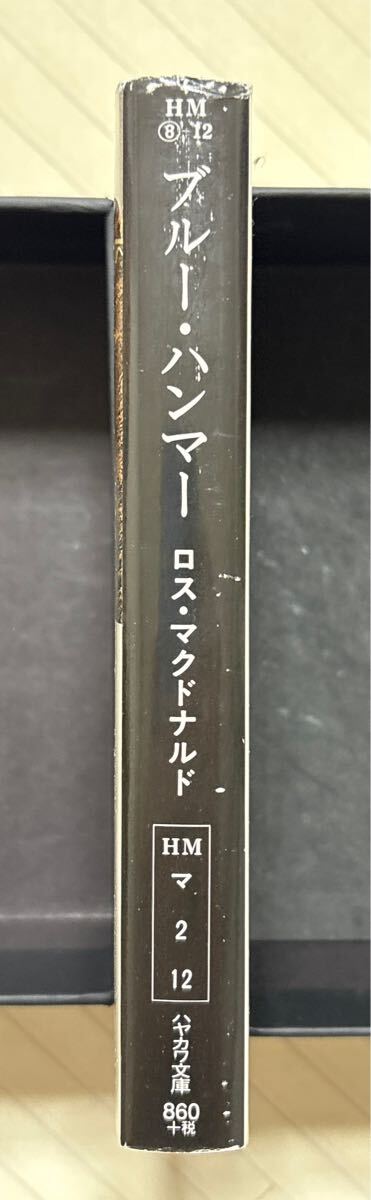 HM
⑧-12
ブルー・ハンマー
ロス・マクドナルド
HM
マ
2
12
ハヤカワ文庫
860
+税